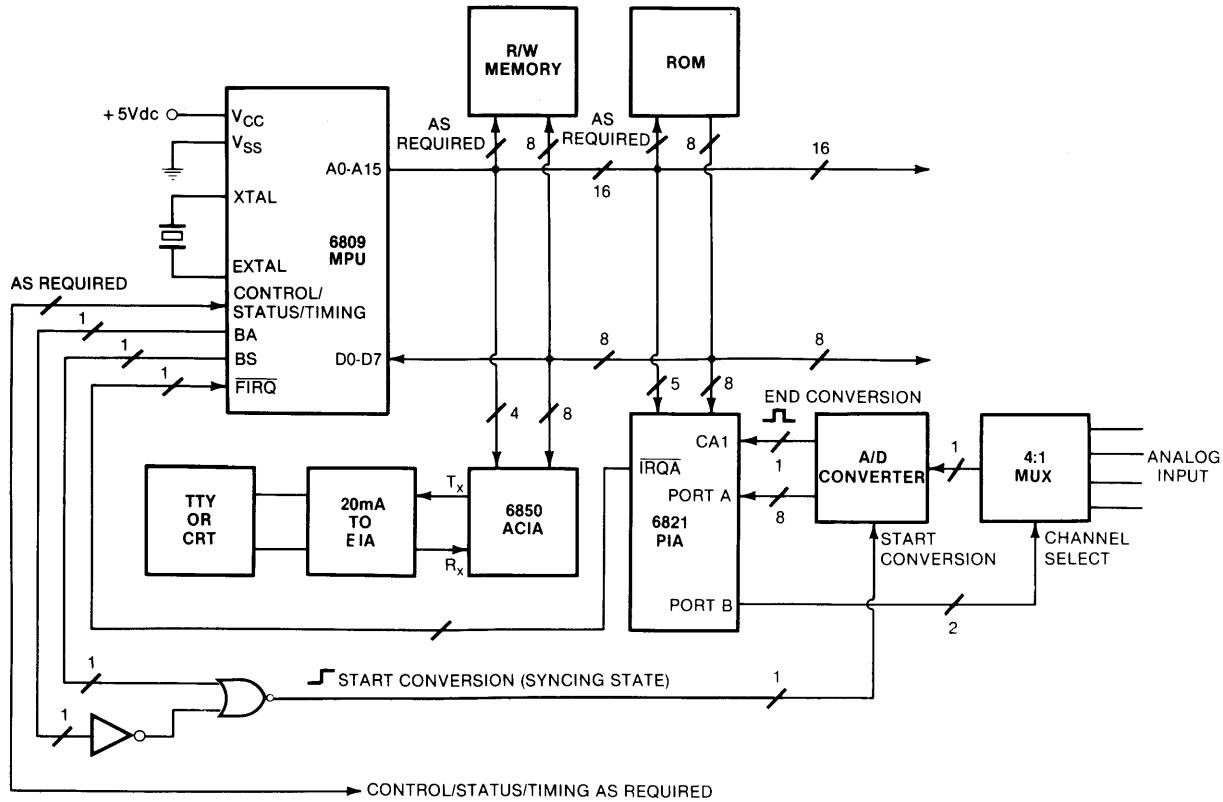 R/W
MEMORY
ROM
+5Vdc
VCC
VSS
XTAL
EXTAL
6809
MPU
A0-A15
AS
REQUIRED
8
AS
REQUIRED
8
16
16
AS REQUIRED
CONTROL/
STATUS/TIMING
1
BA
1
BS
1
FIRQ
D0-D7
8
8
4
8
5
8
END CONVERSION
CA1
1
IRQA
PORT A
8
6821
PIA
PORT B
2
A/D
CONVERTER
1
4:1
MUX
ANALOG
INPUT
START
CONVERSION
CHANNEL
SELECT
TTY
OR
CRT
20mA
TO
EIA
Tx
Rx
6850
ACIA
1
START CONVERSION (SYNCING STATE)
1
1
CONTROL/STATUS/TIMING AS REQUIRED